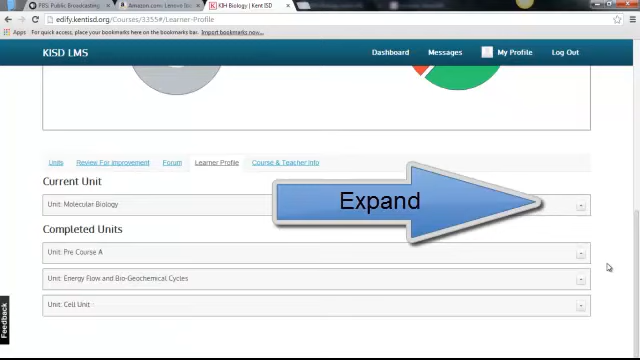 PBS: Public Broadcasting
Amazon.com: Lenovo
KIH Biology | Kent ISD
edify.kentisd.org/Courses/3355#/Learner-Profile
Apps For quick access, place your bookmarks here on the bookmarks bar. Import bookmarks now...
KISD LMS Dashboard Messages My Profile Log Out
Units Review For Improvement Forum Learner Profile Course & Teacher Info
Current Unit
Unit: Molecular Biology
Expand
Completed Units
Unit: Pre Course A
Unit: Energy Flow and Bio-Geochemical Cycles
Unit: Cell Unit
Feedback